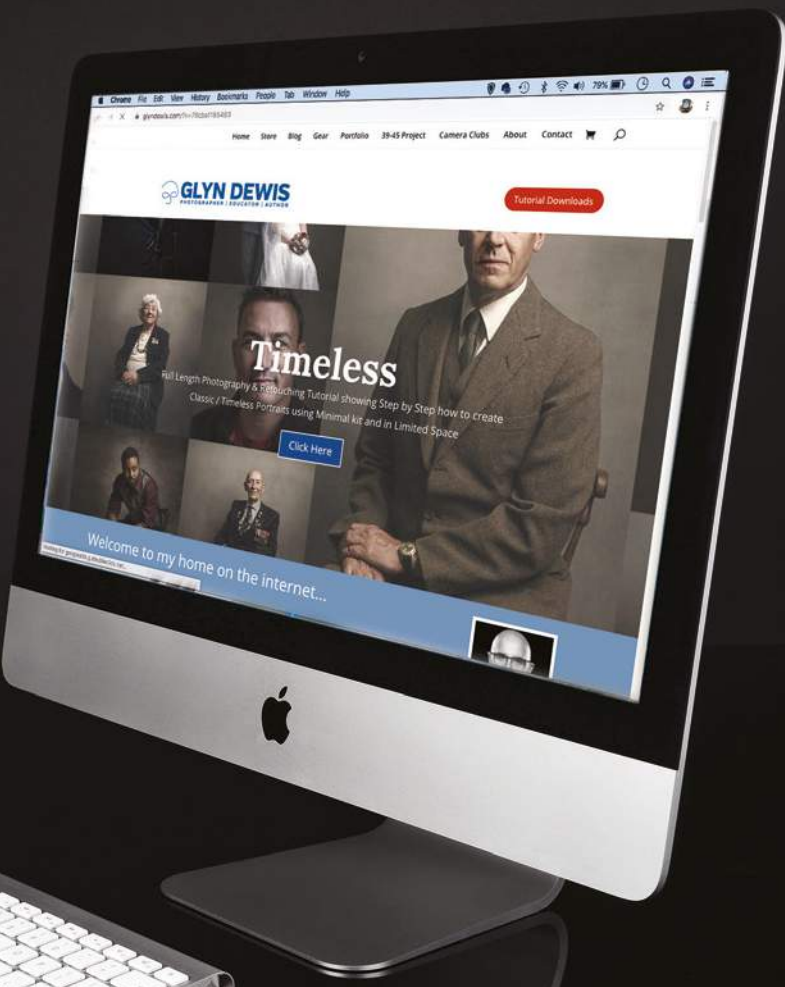 Chrome File Edit View History Bookmarks People Tab Window Help 79%
Home Store Blog Gear Portfolio 39-45 Project Camera Clubs About Contact
GLYN DEWIS
PHOTOGRAPHER | EDUCATOR | AUTHOR
Tutorial Downloads
Timeless
Full Length Photography & Retouching Tutorial showing Step by Step how to create
Classic / Timeless Portraits using Minimal kit and in Limited Space
Click Here
Welcome to my home on the internet...